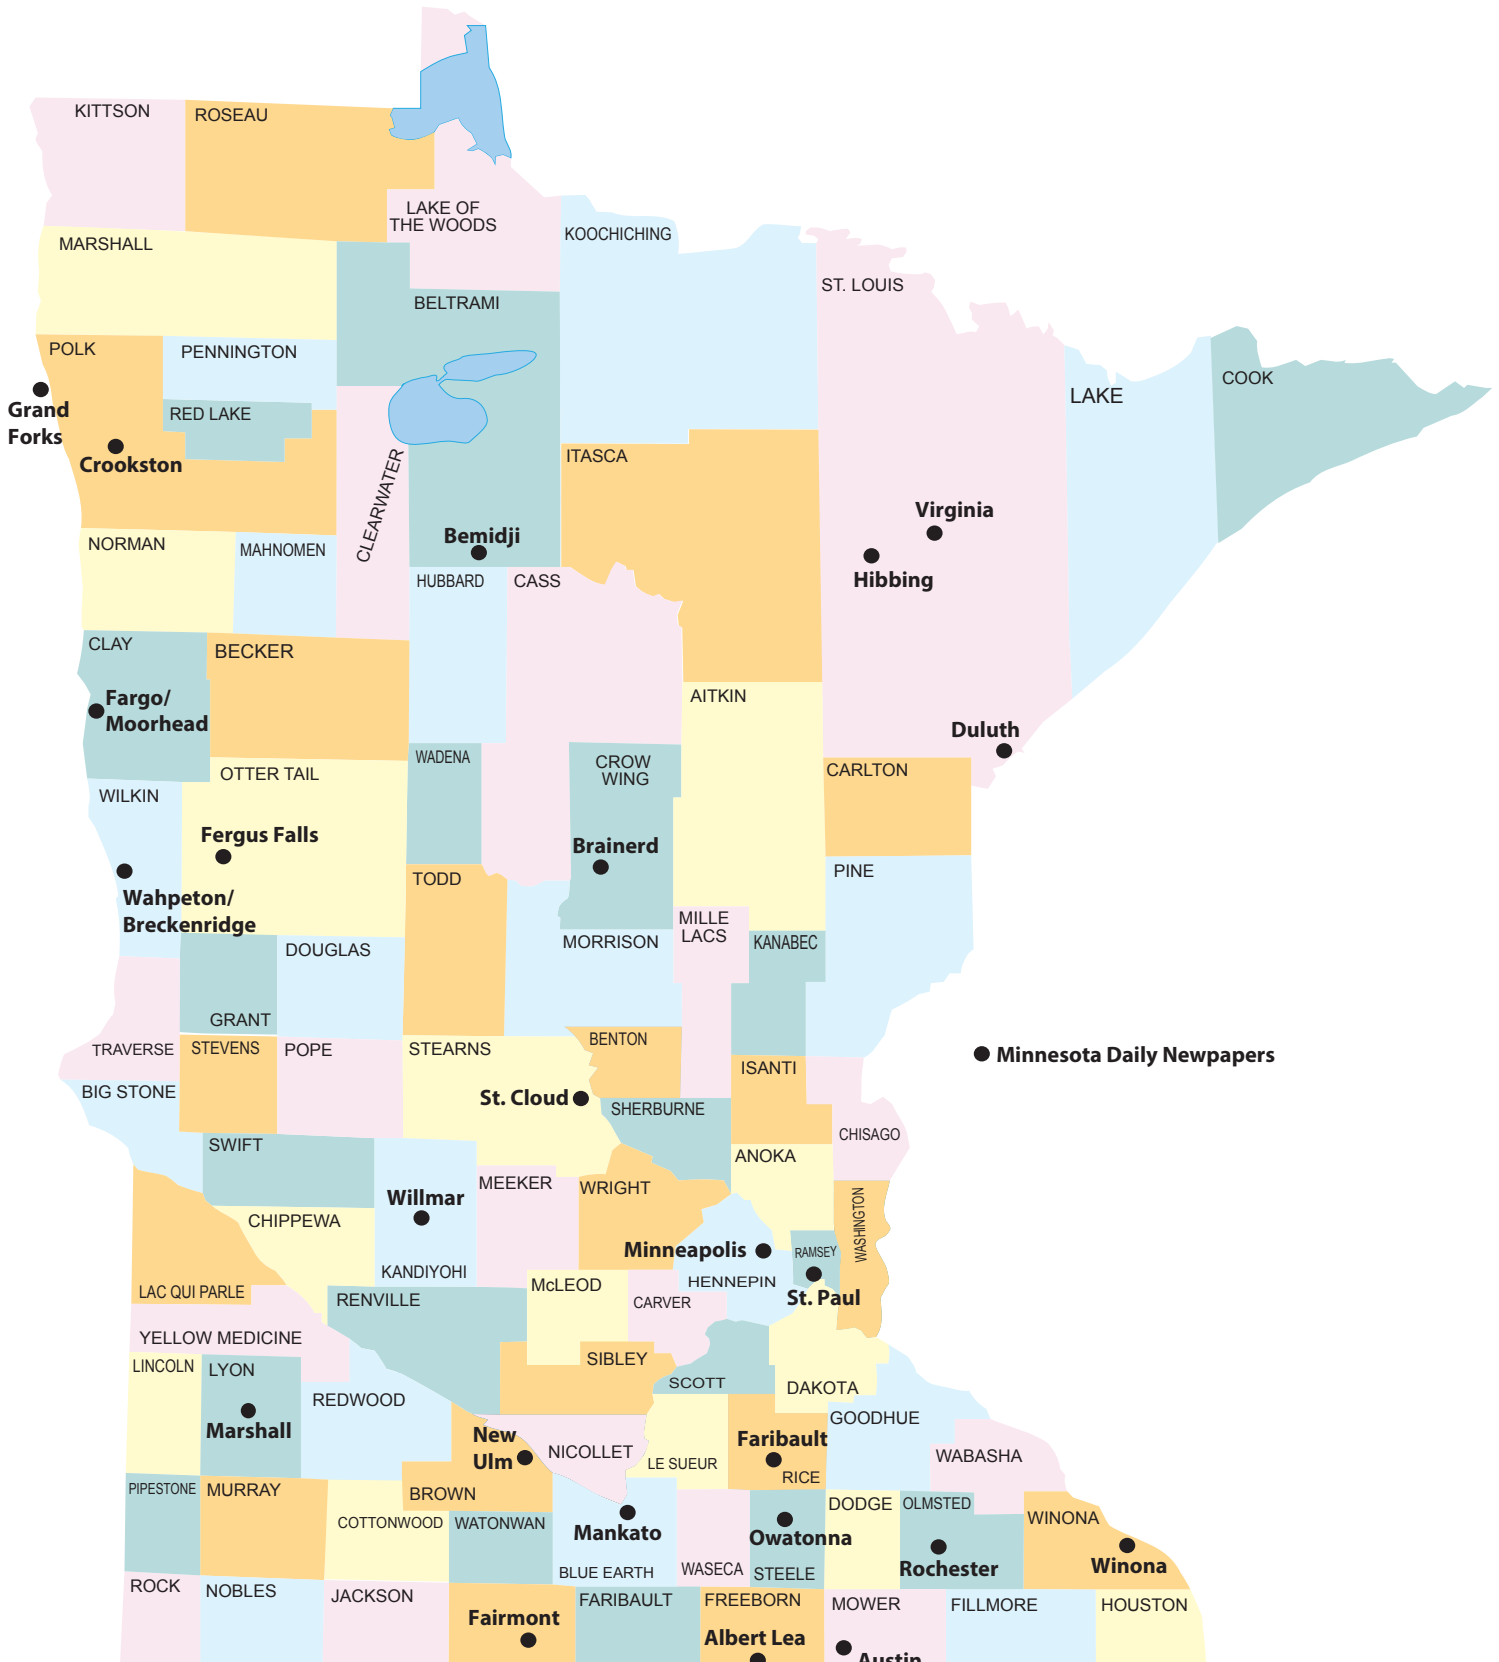 KITTSON
ROSEAU
LAKE OF
THE WOODS
KOOCHICHING
MARSHALL
ST. LOUIS
BELTRAMI
POLK
PENNINGTON
COOK
LAKE
Grand
Forks
RED LAKE
Crookston
CLEARWATER
ITASCA
Virginia
Bemidji
Hibbing
NORMAN
MAHNOMEN
HUBBARD
CASS
CLAY
BECKER
Fargo/
Moorhead
AITKIN
Duluth
WADENA
CROW
WING
CARLTON
OTTER TAIL
WILKIN
Fergus Falls
Brainerd
TODD
PINE
Wahpeton/
Breckenridge
MILLE
LACS
MORRISON
KANABEC
DOUGLAS
GRANT
TRAVERSE
STEVENS
POPE
STEARNS
BENTON
Minnesota Daily Newpapers
ISANTI
BIG STONE
St. Cloud
SHERBURNE
CHISAGO
SWIFT
ANOKA
MEEKER
WRIGHT
Willmar
WASHINGTON
CHIPPEWA
Minneapolis
RAMSEY
KANDIYOHI
HENNEPIN
LAC QUI PARLE
McLEOD
St. Paul
RENVILLE
CARVER
YELLOW MEDICINE
LINCOLN
LYON
SIBLEY
SCOTT
DAKOTA
REDWOOD
GOODHUE
Marshall
New
Ulm
NICOLLET
Faribault
LE SUEUR
RICE
WABASHA
PIPESTONE
MURRAY
BROWN
DODGE
OLMSTED
COTTONWOOD
WATONWAN
WINONA
Mankato
Owatonna
Rochester
Winona
BLUE EARTH
WASECA
STEELE
ROCK
NOBLES
JACKSON
Fairmont
FARIBAULT
FREEBORN
MOWER
FILLMORE
HOUSTON
Albert Lea
Austin